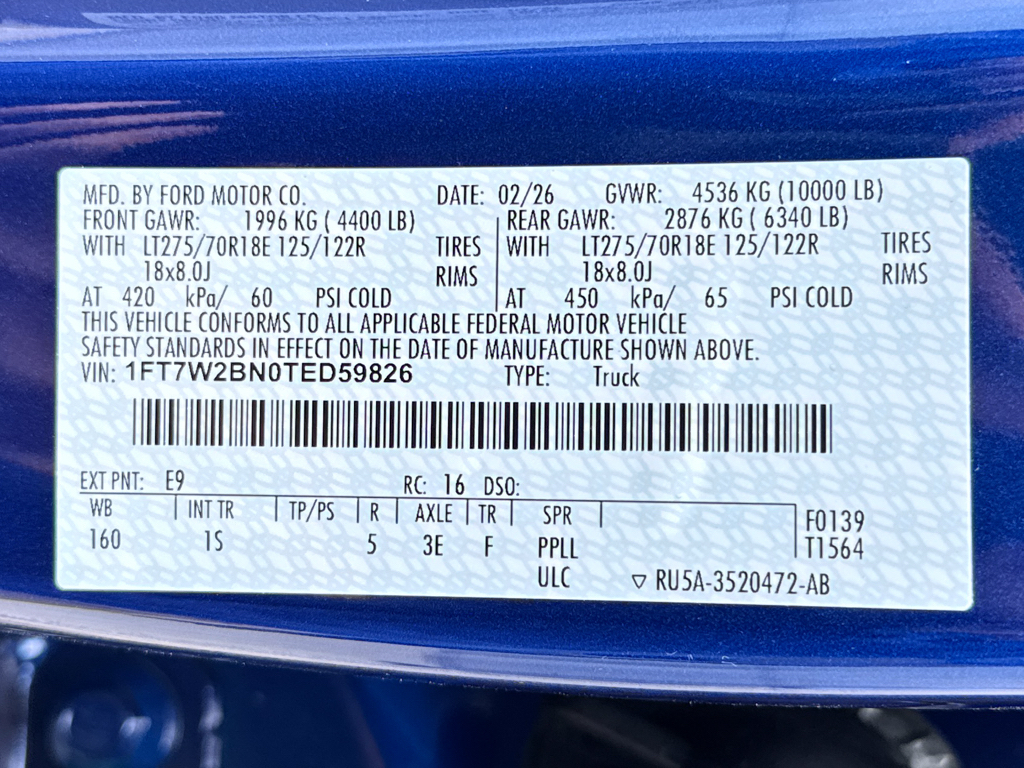 MFD. BY FORD MOTOR CO. DATE: 02/26 GVWR: 4536 KG (10000 LB)
FRONT GAWR: 1996 KG ( 4400 LB) REAR GAWR: 2876 KG ( 6340 LB)
WITH LT275/70R18E 125/122R TIRES WITH LT275/70R18E 125/122R TIRES
18x8.0J RIMS 18x8.0J RIMS
AT 420 kPa/ 60 PSI COLD AT 450 kPa/ 65 PSI COLD
THIS VEHICLE CONFORMS TO ALL APPLICABLE FEDERAL MOTOR VEHICLE
SAFETY STANDARDS IN EFFECT ON THE DATE OF MANUFACTURE SHOWN ABOVE.
VIN: 1FT7W2BN0TED59826 TYPE: Truck
EXT PNT: E9 RC: 16 DSO:
WB INT TR TP/PS R AXLE TR SPR F0139
160 1S 5 3E F PPLL T1564
ULC ▽ RU5A-3520472-AB